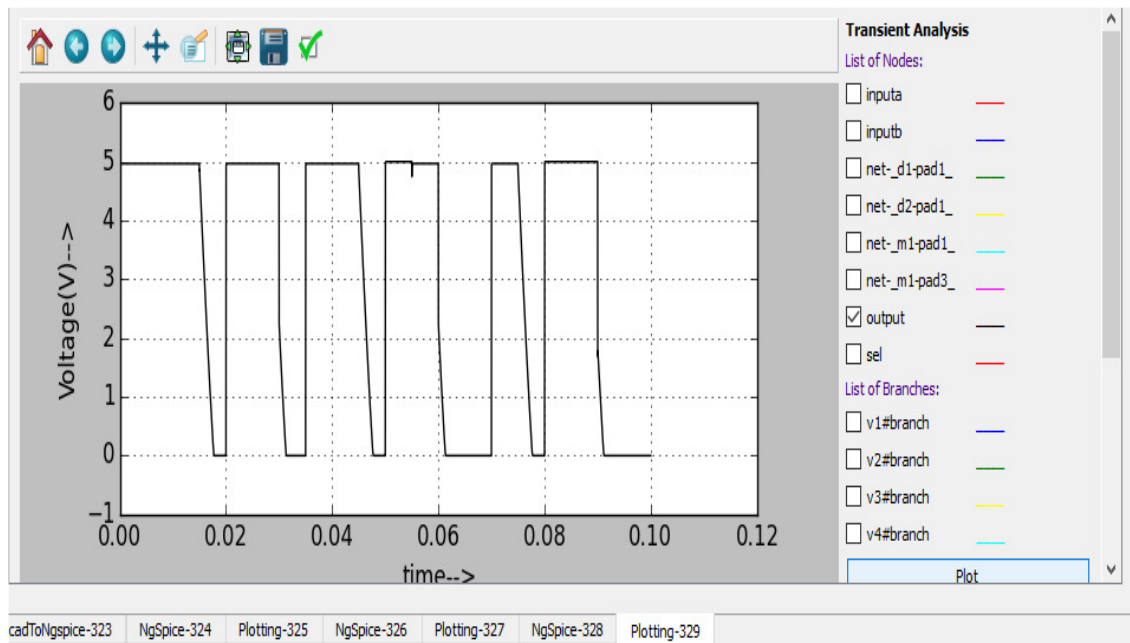 Transient Analysis
List of Nodes:
inputa
inputb
net-_d1-pad1_
net-_d2-pad1_
net-_m1-pad1_
net-_m1-pad3_
output
sel
List of Branches:
v1#branch
v2#branch
v3#branch
v4#branch
Plot
6
5
4
3
2
1
0
−1
Voltage(V)-->
0.00 0.02 0.04 0.06 0.08 0.10 0.12
time-->
cadToNgspice-323 NgSpice-324 Plotting-325 NgSpice-326 Plotting-327 NgSpice-328 Plotting-329